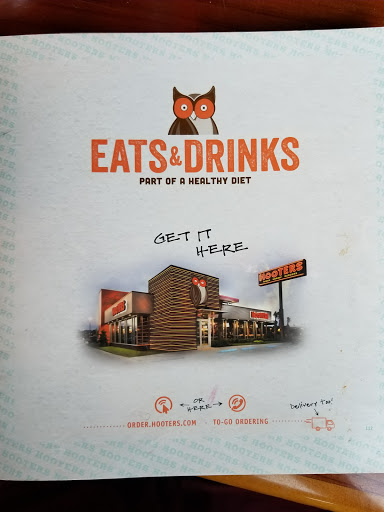 EATS & DRINKS
PART OF A HEALTHY DIET
GET IT
HERE
HOOTERS
OR
HERE
Delivery Too!
ORDER.HOOTERS.COM
TO-GO ORDERING